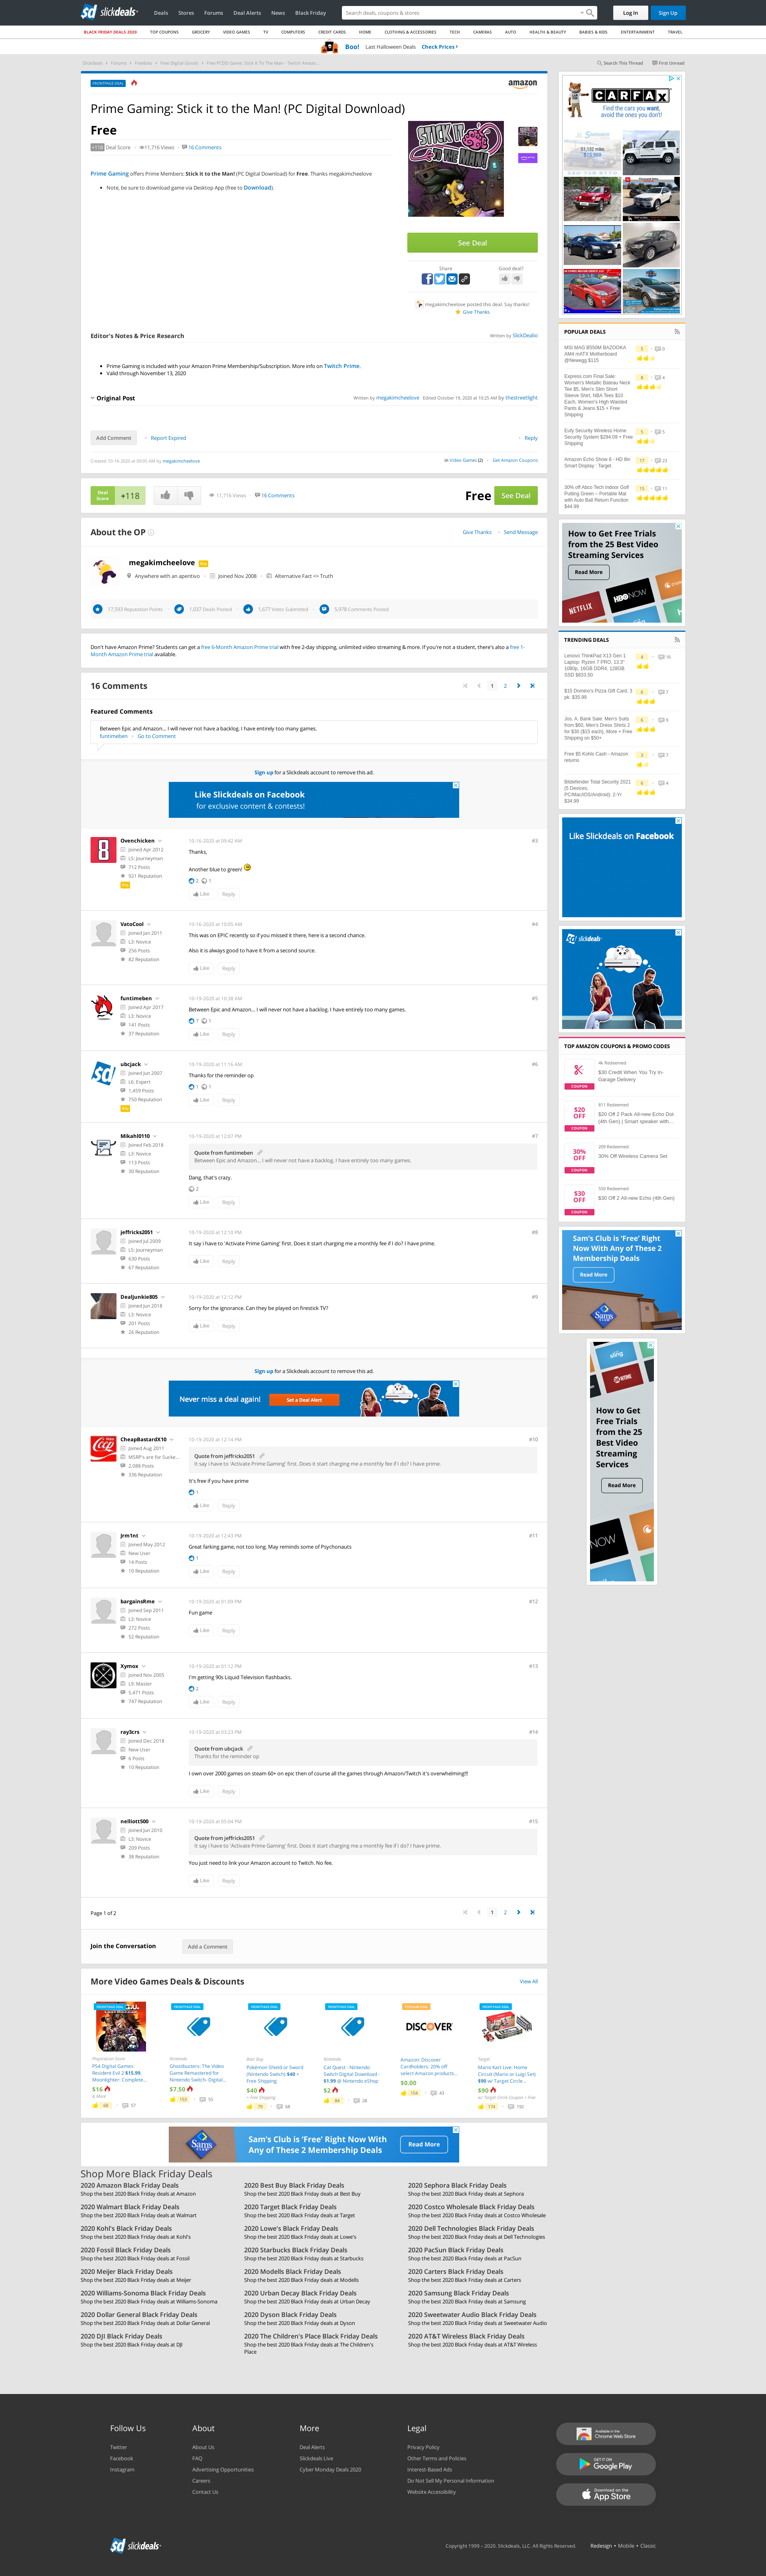 slickdeals
Deals Stores Forums Deal Alerts News Black Friday
Search deals, coupons & stores
Log In Sign Up
BLACK FRIDAY DEALS 2020 TOP COUPONS GROCERY VIDEO GAMES TV COMPUTERS CREDIT CARDS HOME CLOTHING & ACCESSORIES TECH CAMERAS AUTO HEALTH & BEAUTY BABIES & KIDS ENTERTAINMENT TRAVEL
Boo! Last Halloween Deals Check Prices
Slickdeals Forums Freebies Free Digital Goods
Search This Thread First Unread
FRONTPAGE DEAL
amazon
Prime Gaming: Stick it to the Man! (PC Digital Download)
Free
+118 Deal Score 11,716 Views 16 Comments
Prime Gaming offers Prime Members: Stick it to the Man! (PC Digital Download) for Free. Thanks megakimcheelove
Note, be sure to download game via Desktop App (free to Download).
STICK IT TO THE MAN!
See Deal
Share Good deal?
megakimcheelove posted this deal. Say thanks!
Give Thanks
Editor's Notes & Price Research Written by SlickDealio
Prime Gaming is included with your Amazon Prime Membership/Subscription. More info on Twitch Prime.
Valid through November 13, 2020
Original Post Written by megakimcheelove Edited October 19, 2020 at 10:25 AM by thestreetlight
Add Comment Report Expired Reply
Created 10-16-2020 at 09:05 AM by megakimcheelove
in Video Games (2) Get Amazon Coupons
Deal Score +118 11,716 Views 16 Comments Free See Deal
About the OP Give Thanks Send Message
megakimcheelove Pro
Anywhere with an aperitivo Joined Nov 2008 Alternative Fact <> Truth
17,593 Reputation Points 1,037 Deals Posted 1,677 Votes Submitted 5,978 Comments Posted
Don't have Amazon Prime? Students can get a free 6-Month Amazon Prime trial with free 2-day shipping, unlimited video streaming & more. If you're not a student, there's also a free 1-
Month Amazon Prime trial available.
16 Comments 1 2
Featured Comments
Between Epic and Amazon... I will never not have a backlog. I have entirely too many games.
funtimeben Go to Comment
Sign up for a Slickdeals account to remove this ad.
Like Slickdeals on Facebook
for exclusive content & contests!
Ovenchicken 10-16-2020 at 09:42 AM #3
Joined Apr 2012
L5: Journeyman
712 Posts
921 Reputation
Pro
Thanks,
Another blue to green!
2 1
Like Reply
VatoCool 10-16-2020 at 10:05 AM #4
Joined Jan 2011
L3: Novice
256 Posts
82 Reputation
This was on EPIC recently so if you missed it there, here is a second chance.
Also it is always good to have it from a second source.
Like Reply
funtimeben 10-16-2020 at 10:38 AM #5
Joined Apr 2017
L3: Novice
141 Posts
37 Reputation
Between Epic and Amazon... I will never not have a backlog. I have entirely too many games.
7 1
Like Reply
ubcjack 10-19-2020 at 11:16 AM #6
Joined Jun 2007
L6: Expert
1,459 Posts
750 Reputation
Pro
Thanks for the reminder op
1 1
Like Reply
Mikahl0110 10-19-2020 at 12:07 PM #7
Joined Feb 2018
L3: Novice
113 Posts
30 Reputation
Quote from funtimeben
Between Epic and Amazon... I will never not have a backlog. I have entirely too many games.
Dang, that's crazy.
2
Like Reply
jeffricks2051 10-19-2020 at 12:10 PM #8
Joined Jul 2009
L5: Journeyman
630 Posts
67 Reputation
It say i have to 'Activate Prime Gaming' first. Does it start charging me a monthly fee if I do? I have prime.
Like Reply
DealJunkie805 10-19-2020 at 12:12 PM #9
Joined Jun 2018
L3: Novice
201 Posts
26 Reputation
Sorry for the ignorance. Can they be played on firestick TV?
Like Reply
Sign up for a Slickdeals account to remove this ad.
Never miss a deal again! Set a Deal Alert
CheapBastardX10 10-19-2020 at 12:14 PM #10
Joined Aug 2011
MSRP's are for Sucke...
2,088 Posts
336 Reputation
Quote from jeffricks2051
It say i have to 'Activate Prime Gaming' first. Does it start charging me a monthly fee if I do? I have prime.
It's free if you have prime
1
Like Reply
Jrm1nt 10-19-2020 at 12:43 PM #11
Joined May 2012
New User
14 Posts
10 Reputation
Great farking game, not too long. May reminds some of Psychonauts
1
Like Reply
bargainsRme 10-19-2020 at 01:09 PM #12
Joined Sep 2011
L3: Novice
272 Posts
52 Reputation
Fun game
Like Reply
Xymox 10-19-2020 at 01:12 PM #13
Joined Nov 2005
L9: Master
5,471 Posts
747 Reputation
I'm getting 90s Liquid Television flashbacks.
2
Like Reply
ray3crs 10-19-2020 at 03:23 PM #14
Joined Dec 2018
New User
6 Posts
10 Reputation
Quote from ubcjack
Thanks for the reminder op
I own over 2000 games on steam 60+ on epic then of course all the games through Amazon/Twitch it's overwhelming!!!
Like Reply
nelliott500 10-19-2020 at 05:04 PM #15
Joined Jun 2010
L3: Novice
209 Posts
38 Reputation
Quote from jeffricks2051
It say i have to 'Activate Prime Gaming' first. Does it start charging me a monthly fee if I do? I have prime.
You just need to link your Amazon account to Twitch. No fee.
Like Reply
Page 1 of 2 1 2
Join the Conversation Add a Comment
More Video Games Deals & Discounts View All
PlayStation Store
PS4 Digital Games:
Resident Evil 2 $15.99,
Moonlighter: Complete...
$16
& More
68 57
Nintendo
Ghostbusters: The Video
Game Remastered for
Nintendo Switch- Digital...
$7.50
153 50
Best Buy
Pokémon Shield or Sword
(Nintendo Switch) $40 +
Free Shipping
$40
+ Free Shipping
79 68
Nintendo
Cat Quest - Nintendo
Switch Digital Download -
$1.99 @ Nintendo eShop
$2
84 28
DISCOVER
Amazon: Discover
Cardholders: 20% off
select Amazon products...
$0.00
154 43
Target
Mario Kart Live: Home
Circuit (Mario or Luigi Set)
$90 w/ Target Circle...
$90
w/ Target Circle Coupon + Free
174 192
Sam's Club is 'Free' Right Now With
Any of These 2 Membership Deals
Read More
Shop More Black Friday Deals
2020 Amazon Black Friday Deals
Shop the best 2020 Black Friday deals at Amazon
2020 Best Buy Black Friday Deals
Shop the best 2020 Black Friday deals at Best Buy
2020 Sephora Black Friday Deals
Shop the best 2020 Black Friday deals at Sephora
2020 Walmart Black Friday Deals
Shop the best 2020 Black Friday deals at Walmart
2020 Target Black Friday Deals
Shop the best 2020 Black Friday deals at Target
2020 Costco Wholesale Black Friday Deals
Shop the best 2020 Black Friday deals at Costco Wholesale
2020 Kohl's Black Friday Deals
Shop the best 2020 Black Friday deals at Kohl's
2020 Lowe's Black Friday Deals
Shop the best 2020 Black Friday deals at Lowe's
2020 Dell Technologies Black Friday Deals
Shop the best 2020 Black Friday deals at Dell Technologies
2020 Fossil Black Friday Deals
Shop the best 2020 Black Friday deals at Fossil
2020 Starbucks Black Friday Deals
Shop the best 2020 Black Friday deals at Starbucks
2020 PacSun Black Friday Deals
Shop the best 2020 Black Friday deals at PacSun
2020 Meijer Black Friday Deals
Shop the best 2020 Black Friday deals at Meijer
2020 Modells Black Friday Deals
Shop the best 2020 Black Friday deals at Modells
2020 Carters Black Friday Deals
Shop the best 2020 Black Friday deals at Carters
2020 Williams-Sonoma Black Friday Deals
Shop the best 2020 Black Friday deals at Williams-Sonoma
2020 Urban Decay Black Friday Deals
Shop the best 2020 Black Friday deals at Urban Decay
2020 Samsung Black Friday Deals
Shop the best 2020 Black Friday deals at Samsung
2020 Dollar General Black Friday Deals
Shop the best 2020 Black Friday deals at Dollar General
2020 Dyson Black Friday Deals
Shop the best 2020 Black Friday deals at Dyson
2020 Sweetwater Audio Black Friday Deals
Shop the best 2020 Black Friday deals at Sweetwater Audio
2020 DJI Black Friday Deals
Shop the best 2020 Black Friday deals at DJI
2020 The Children's Place Black Friday Deals
Shop the best 2020 Black Friday deals at The Children's
Place
2020 AT&T Wireless Black Friday Deals
Shop the best 2020 Black Friday deals at AT&T Wireless
CARFAX
Find the cars you want,
avoid the ones you don't!
POPULAR DEALS
MSI MAG B550M BAZOOKA
AM4 mATX Motherboard
@Newegg $115
5 0
Express.com Final Sale:
Women's Metallic Bateau Neck
Tee $5, Men's Slim Short
Sleeve Shirt, NBA Tees $10
Each, Women's High Waisted
Pants & Jeans $15 + Free
Shipping
8 4
Eufy Security Wireless Home
Security System $294.09 + Free
Shipping
5 5
Amazon Echo Show 8 - HD 8in
Smart Display : Target
17 23
30% off Abco Tech Indoor Golf
Putting Green – Portable Mat
with Auto Ball Return Function
$44.99
15 11
How to Get Free Trials
from the 25 Best Video
Streaming Services
Read More
NETFLIX HBO NOW
TRENDING DEALS
Lenovo ThinkPad X13 Gen 1
Laptop: Ryzen 7 PRO, 13.3"
1080p, 16GB DDR4, 128GB
SSD $833.50
4 16
$15 Domino's Pizza Gift Card, 3
pk. $35.99
6 7
Jos. A. Bank Sale: Men's Suits
from $60, Men's Dress Shirts 2
for $30 ($15 each), More + Free
Shipping on $50+
6 9
Free $5 Kohls Cash - Amazon
returns
3 7
Bitdefender Total Security 2021
(5 Devices,
PC/Mac/IOS/Android): 2-Yr
$34.99
6 4
Like Slickdeals on Facebook
slickdeals
TOP AMAZON COUPONS & PROMO CODES
4k Redeemed
$30 Credit When You Try In-
Garage Delivery
COUPON
$20 OFF
811 Redeemed
$20 Off 2 Pack All-new Echo Dot
(4th Gen) | Smart speaker with...
COUPON
30% OFF
209 Redeemed
30% Off Wireless Camera Set
COUPON
$30 OFF
550 Redeemed
$30 Off 2 All-new Echo (4th Gen)
COUPON
Sam's Club is 'Free' Right
Now With Any of These 2
Membership Deals
Read More
Sams
sling
SHOWTIME
How to Get
Free Trials
from the 25
Best Video
Streaming
Services
Read More
NOW
Follow Us
Twitter
Facebook
Instagram
About
About Us
FAQ
Advertising Opportunities
Careers
Contact Us
More
Deal Alerts
Slickdeals Live
Cyber Monday Deals 2020
Legal
Privacy Policy
Other Terms and Policies
Interest-Based Ads
Do Not Sell My Personal Information
Website Accessibility
Available in the Chrome Web Store
GET IT ON Google Play
Download on the App Store
slickdeals
Copyright 1999 - 2020. Slickdeals, LLC. All Rights Reserved. Redesign • Mobile • Classic